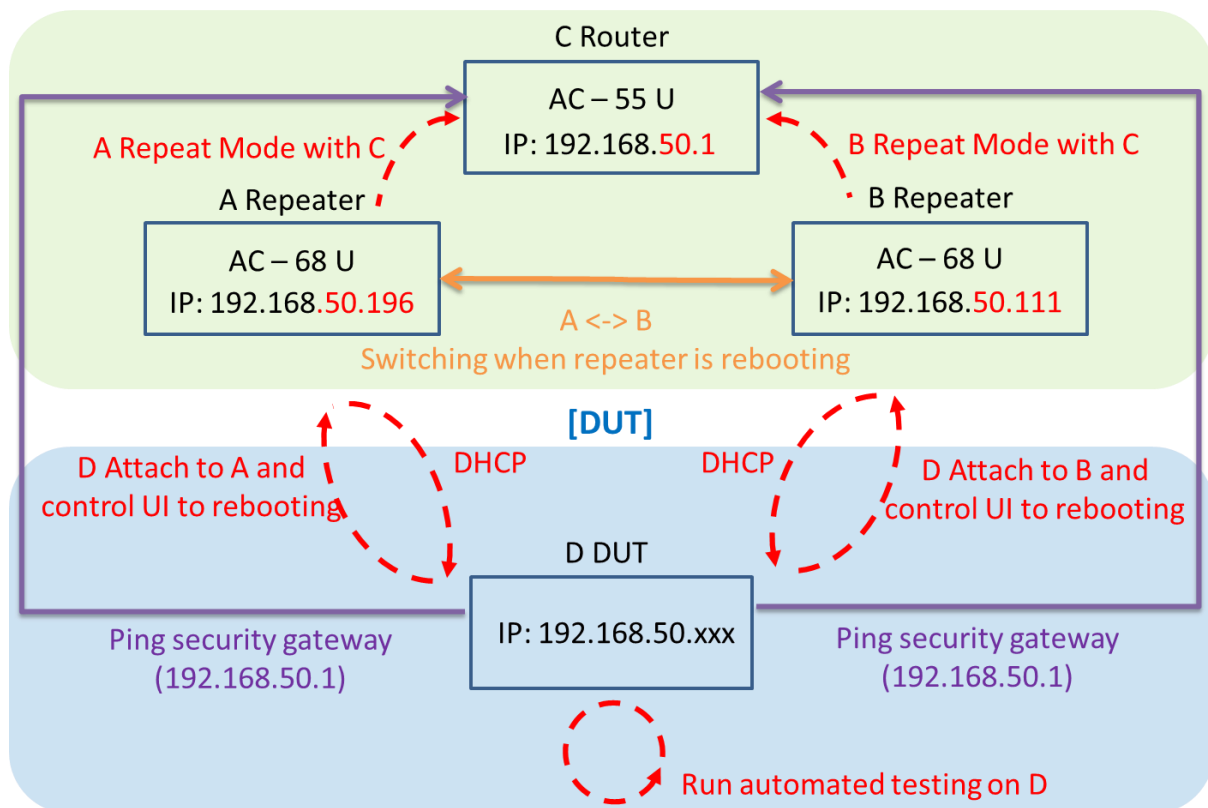 C Router
AC – 55 U
IP: 192.168.50.1
A Repeat Mode with C
B Repeat Mode with C
A Repeater
B Repeater
AC – 68 U
IP: 192.168.50.196
AC – 68 U
IP: 192.168.50.111
A <-> B
Switching when repeater is rebooting
[DUT]
D Attach to A and
control UI to rebooting
DHCP
DHCP
D Attach to B and
control UI to rebooting
D DUT
IP: 192.168.50.xxx
Ping security gateway
(192.168.50.1)
Ping security gateway
(192.168.50.1)
Run automated testing on D